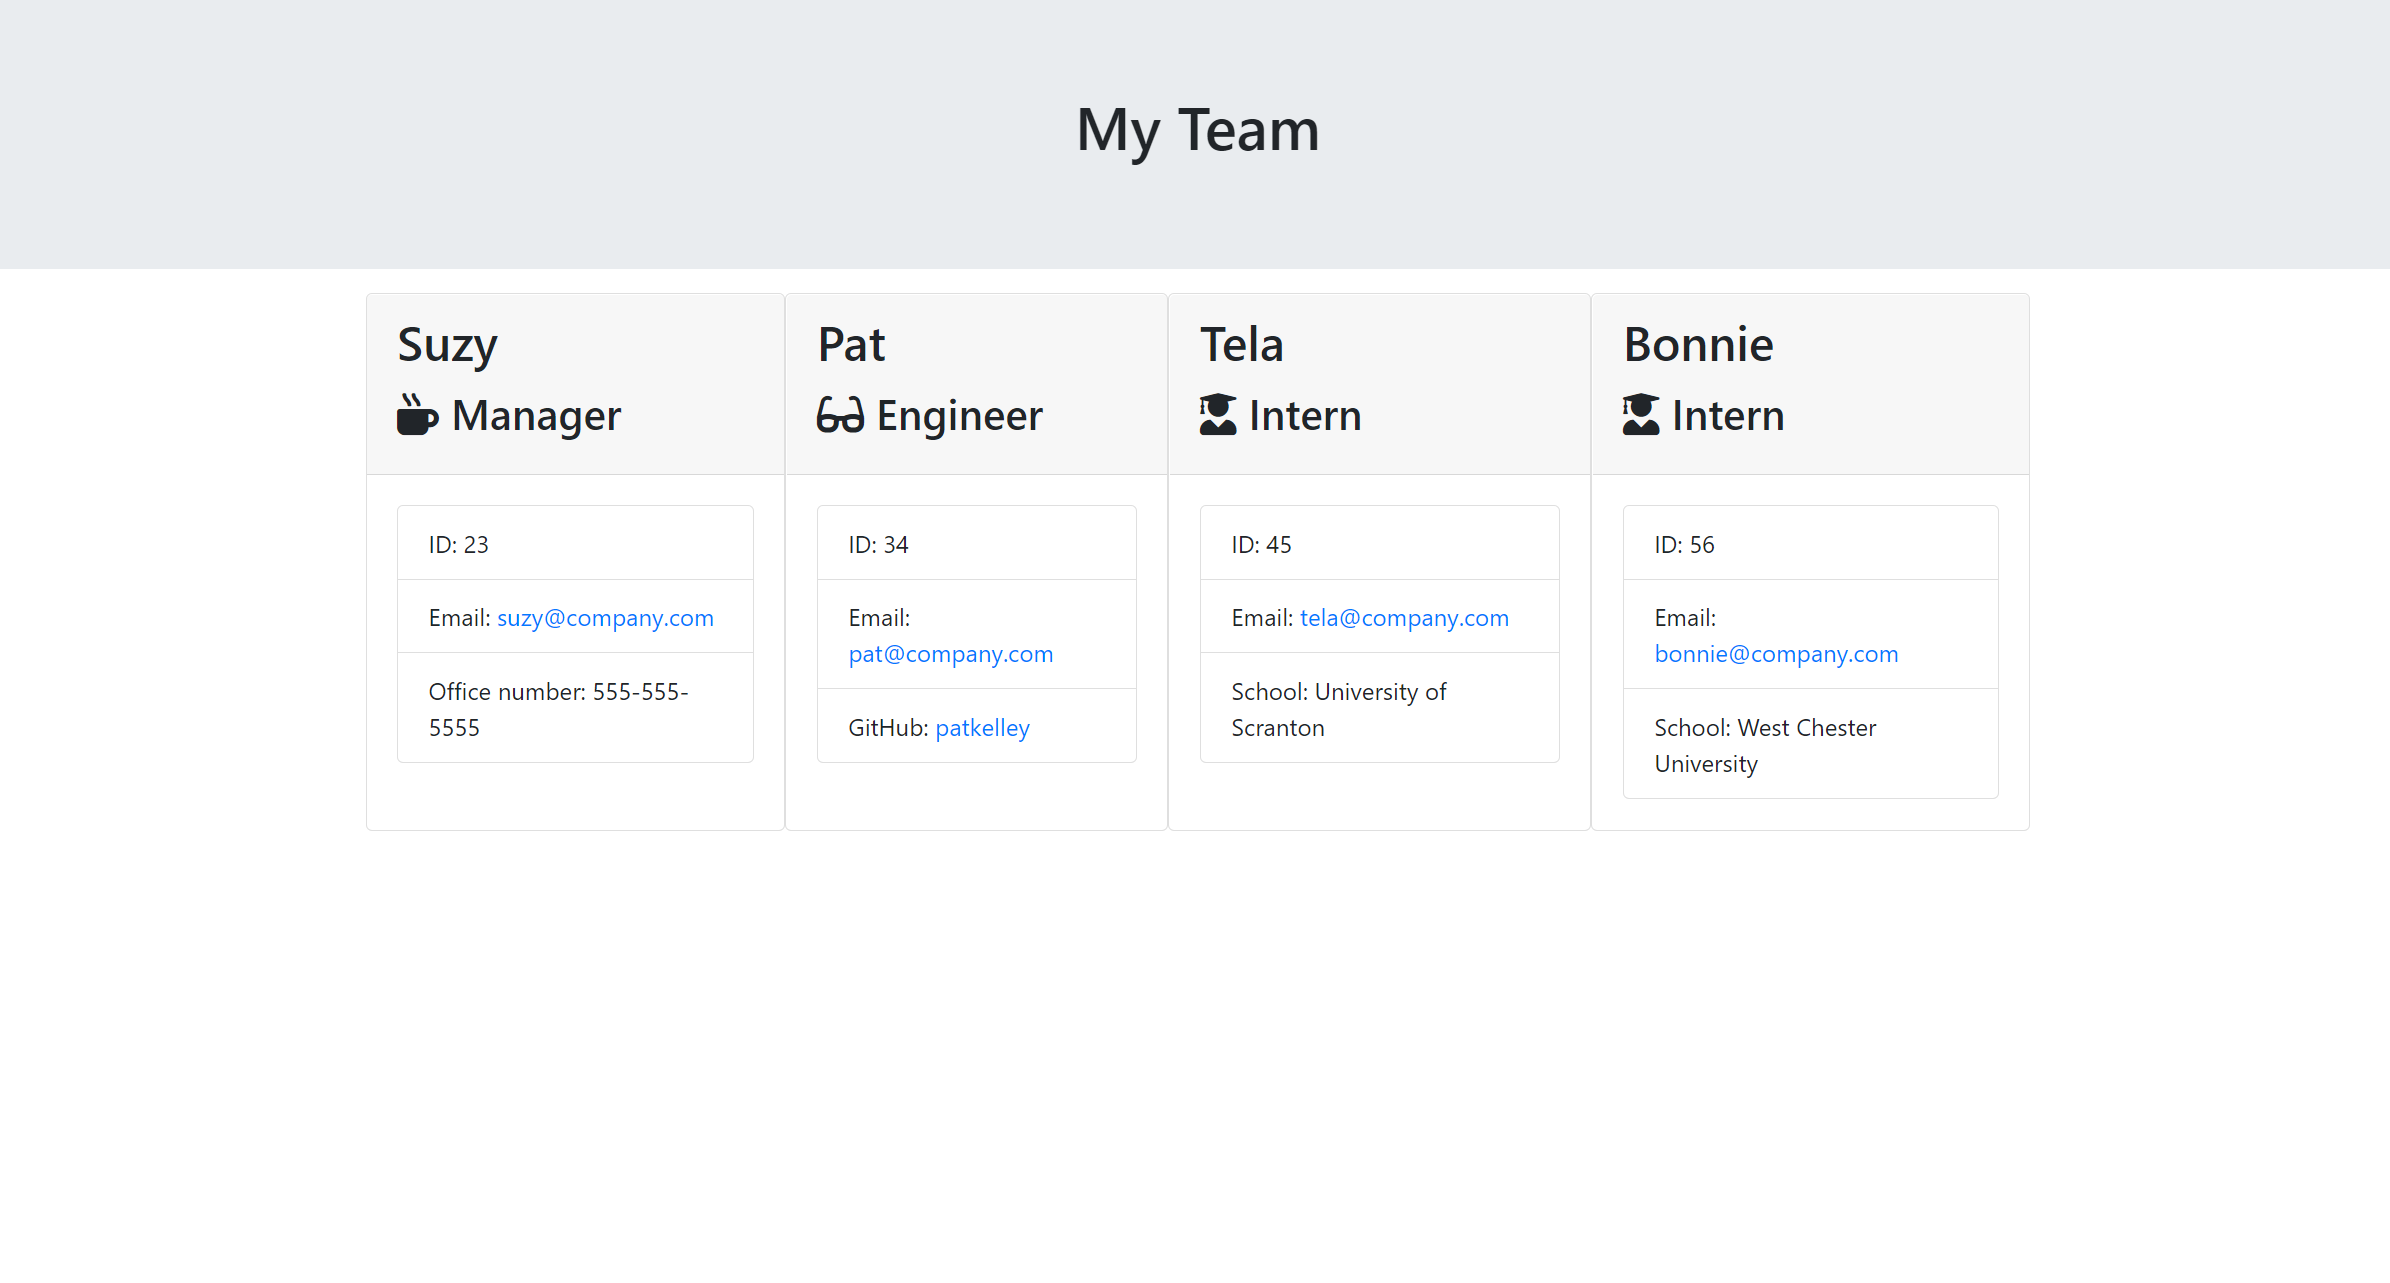 My Team
Suzy
Manager
ID: 23
Email: suzy@company.com
Office number: 555-555-
5555
Pat
Engineer
ID: 34
Email:
pat@company.com
GitHub: patkelley
Tela
Intern
ID: 45
Email: tela@company.com
School: University of
Scranton
Bonnie
Intern
ID: 56
Email:
bonnie@company.com
School: West Chester
University